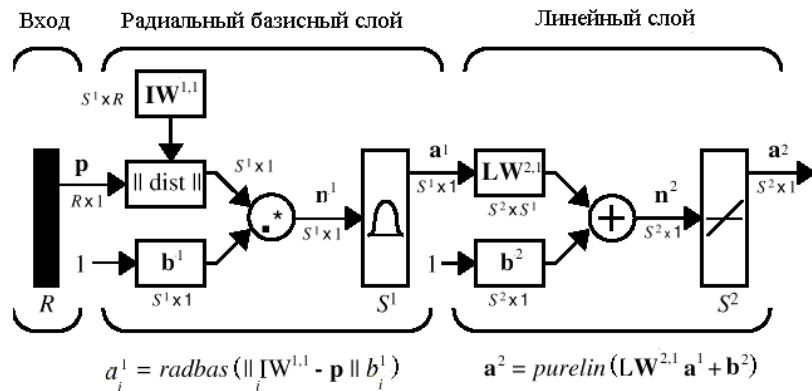 Вход Радиальный базисный слой Линейный слой
S¹xR IW¹,¹
p a¹ a²
|| dist || S¹x1 LW²,¹
Rx1 n¹ S¹x1 S²xS¹ n² S²x1
.* +
S¹x1 S²x1
1 b¹ 1 b²
S¹x1 S²x1
R S¹ S²
aᵢ¹ = radbas(|| ᵢIW¹,¹ - p || bᵢ¹) a² = purelin(LW²,¹ a¹ + b²)